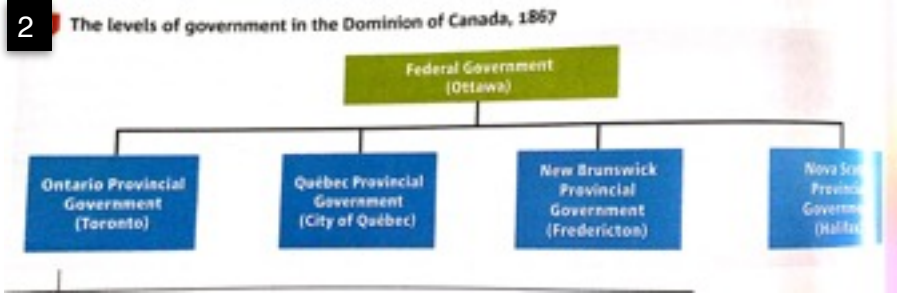 2
The levels of government in the Dominion of Canada, 1867
Federal Government
(Ottawa)
Ontario Provincial
Government
(Toronto)
Québec Provincial
Government
(City of Québec)
New Brunswick
Provincial
Government
(Fredericton)
Nova